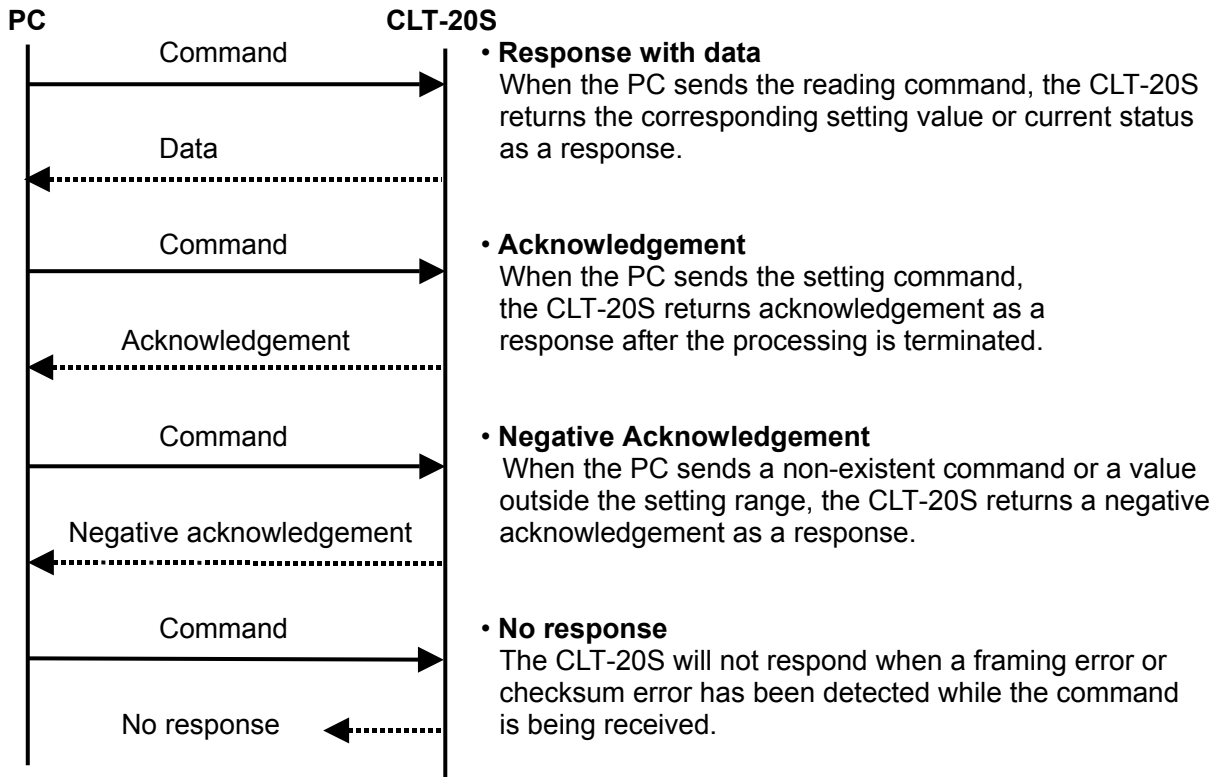 PC CLT-20S
Command
• Response with data
When the PC sends the reading command, the CLT-20S
returns the corresponding setting value or current status
as a response.
Data
Command
• Acknowledgement
When the PC sends the setting command,
the CLT-20S returns acknowledgement as a
response after the processing is terminated.
Acknowledgement
Command
• Negative Acknowledgement
When the PC sends a non-existent command or a value
outside the setting range, the CLT-20S returns a negative
acknowledgement as a response.
Negative acknowledgement
Command
• No response
The CLT-20S will not respond when a framing error or
checksum error has been detected while the command
is being received.
No response